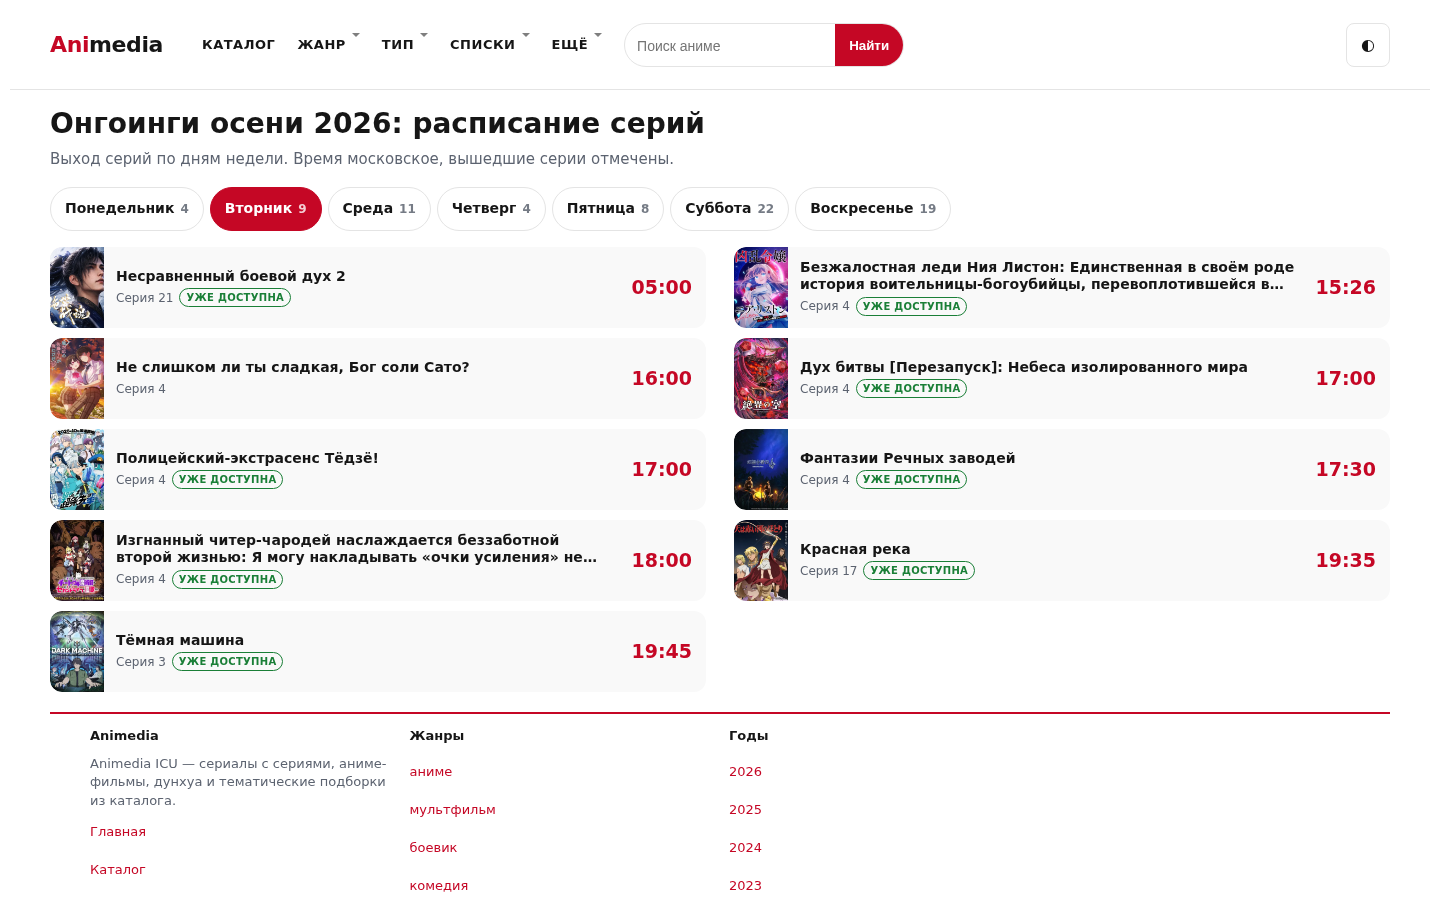 Animedia
КАТАЛОГ
ЖАНР
ТИП
СПИСКИ
ЕЩЁ
Поиск аниме
Найти
Онгоинги осени 2026: расписание серий
Выход серий по дням недели. Время московское, вышедшие серии отмечены.
Понедельник 4
Вторник 9
Среда 11
Четверг 4
Пятница 8
Суббота 22
Воскресенье 19
Несравненный боевой дух 2
Серия 21 УЖЕ ДОСТУПНА
05:00
Безжалостная леди Ния Листон: Единственная в своём роде
история воительницы-богоубийцы, перевоплотившейся в...
Серия 4 УЖЕ ДОСТУПНА
15:26
Не слишком ли ты сладкая, Бог соли Сато?
Серия 4
16:00
Дух битвы [Перезапуск]: Небеса изолированного мира
Серия 4 УЖЕ ДОСТУПНА
17:00
Полицейский-экстрасенс Тёдзё!
Серия 4 УЖЕ ДОСТУПНА
17:00
Фантазии Речных заводей
Серия 4 УЖЕ ДОСТУПНА
17:30
Изгнанный читер-чародей наслаждается беззаботной
второй жизнью: Я могу накладывать «очки усиления» не...
Серия 4 УЖЕ ДОСТУПНА
18:00
Красная река
Серия 17 УЖЕ ДОСТУПНА
19:35
DARK MACHINE
Тёмная машина
Серия 3 УЖЕ ДОСТУПНА
19:45
Animedia
Animedia ICU — сериалы с сериями, аниме-
фильмы, дунхуа и тематические подборки
из каталога.
Главная
Каталог
Жанры
аниме
мультфильм
боевик
комедия
Годы
2026
2025
2024
2023